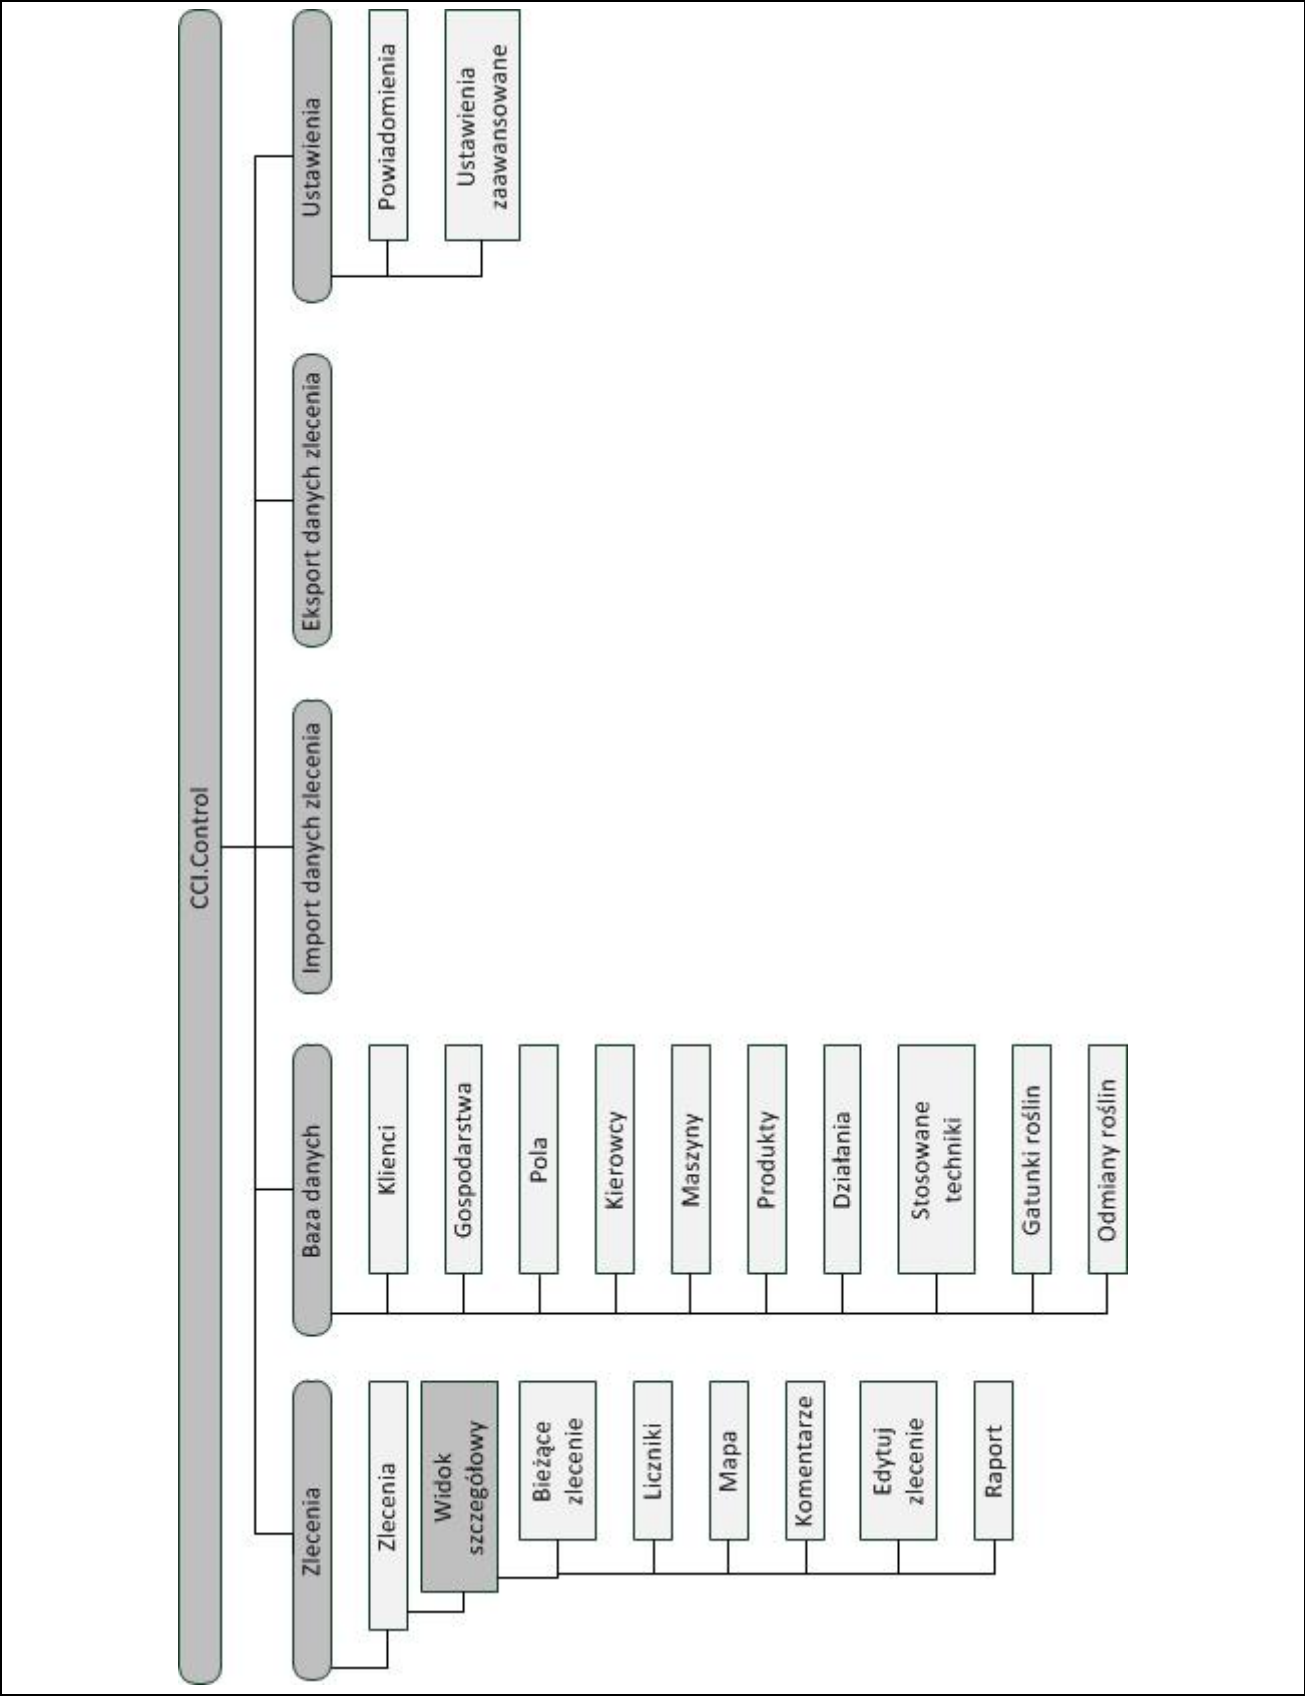 CCI.Control
Zlecenia
Zlecenia
Widok
szczegółowy
Bieżące
zlecenie
Liczniki
Mapa
Komentarze
Edytuj
zlecenie
Raport
Baza danych
Klienci
Gospodarstwa
Pola
Kierowcy
Maszyny
Produkty
Działania
Stosowane
techniki
Gatunki roślin
Odmiany roślin
Import danych zlecenia
Eksport danych zlecenia
Ustawienia
Powiadomienia
Ustawienia
zaawansowane